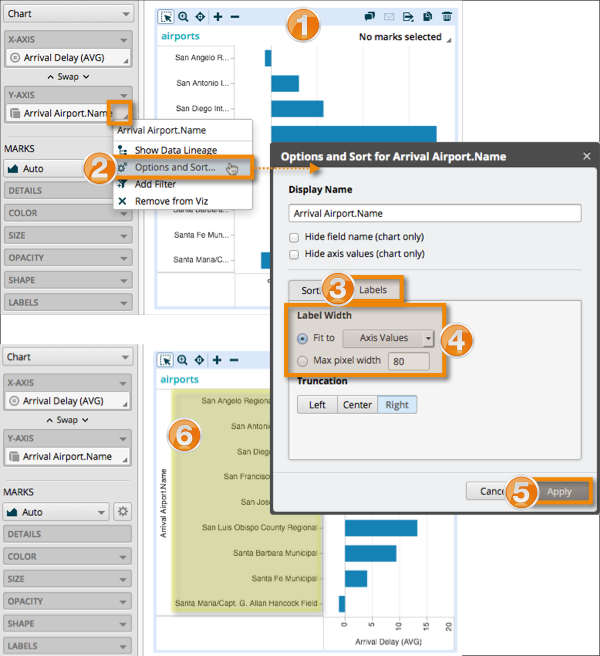 Chart
X-AXIS
Arrival Delay (AVG)
Swap
Y-AXIS
Arrival Airport.Name
MARKS
Auto
DETAILS
COLOR
SIZE
OPACITY
SHAPE
LABELS
1
airports
No marks selected
San Angelo R...
San Antonio I...
San Diego Int...
Arrival Airport.Name
Show Data Lineage
2
Options and Sort...
Add Filter
Remove from Viz
Santa Barbara...
Santa Fe Mun...
Santa Maria/C...
Options and Sort for Arrival Airport.Name
Display Name
Arrival Airport.Name
Hide field name (chart only)
Hide axis values (chart only)
Sort
3
Labels
Label Width
Fit to
Axis Values
4
Max pixel width
80
Truncation
Left
Center
Right
5
Apply
Chart
X-AXIS
Arrival Delay (AVG)
Swap
Y-AXIS
Arrival Airport.Name
MARKS
Auto
DETAILS
COLOR
SIZE
OPACITY
SHAPE
LABELS
airports
6
Arrival Airport.Name
San Angelo Regional
San Antonio
San Diego
San Francisco
San Jose
San Luis Obispo County Regional
Santa Barbara Municipal
Santa Fe Municipal
Santa Maria/Capt. G. Allan Hancock Field
0
5
10
15
20
Arrival Delay (AVG)